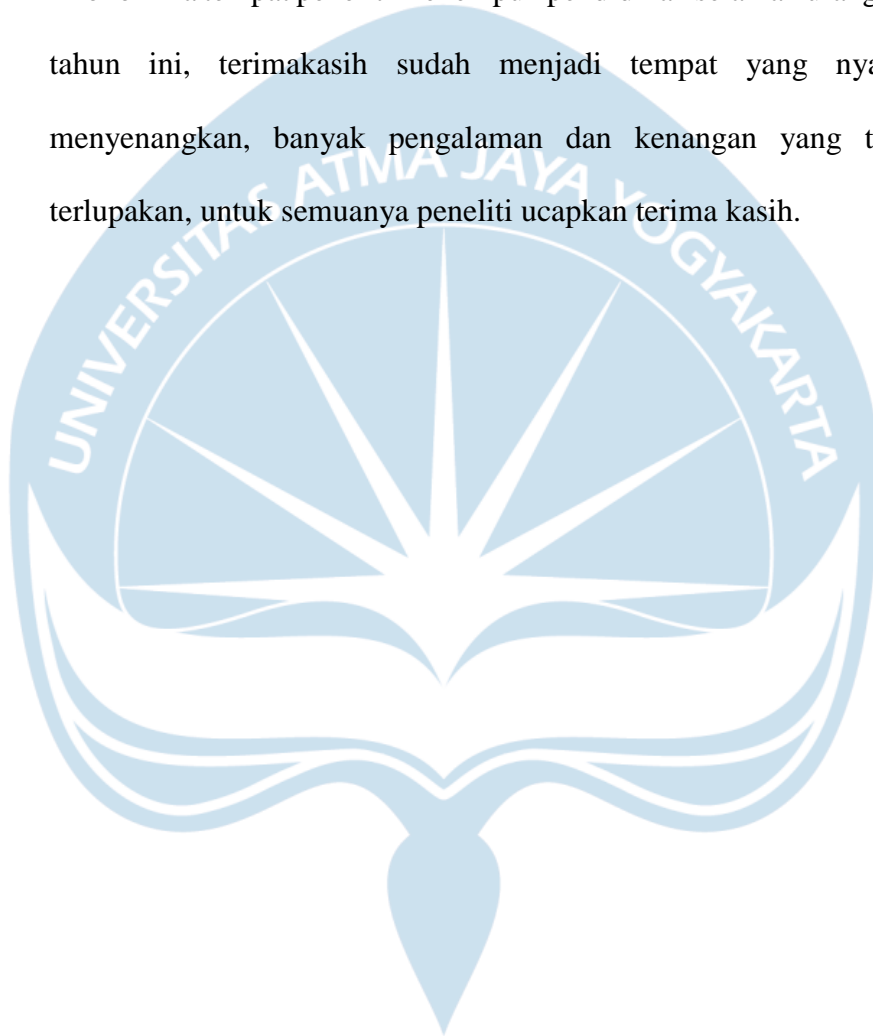 tahun ini, terimakasih sudah menjadi tempat yang
menyenangkan, banyak pengalaman dan kenangan yang
terlupakan, untuk semuanya peneliti ucapkan terima kasih.
UNIVERSITAS ATMA JAYA YOGYAKARTA